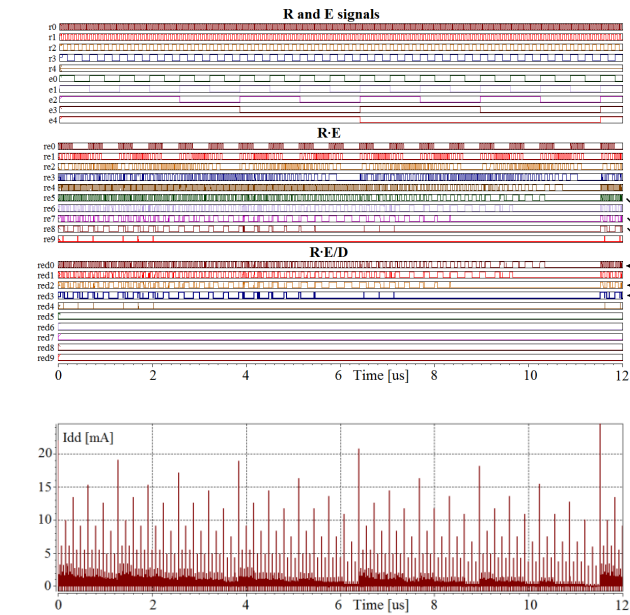 R and E signals
r0
r1
r2
r3
r4
e0
e1
e2
e3
e4
R·E
re0
re1
re2
re3
re4
re5
re6
re7
re8
re9
R·E/D
red0
red1
red2
red3
red4
red5
red6
red7
red8
red9
0 2 4 6 Time [us] 8 10 12
Idd [mA]
20
15
10
5
0
0 2 4 6 Time [us] 8 10 12